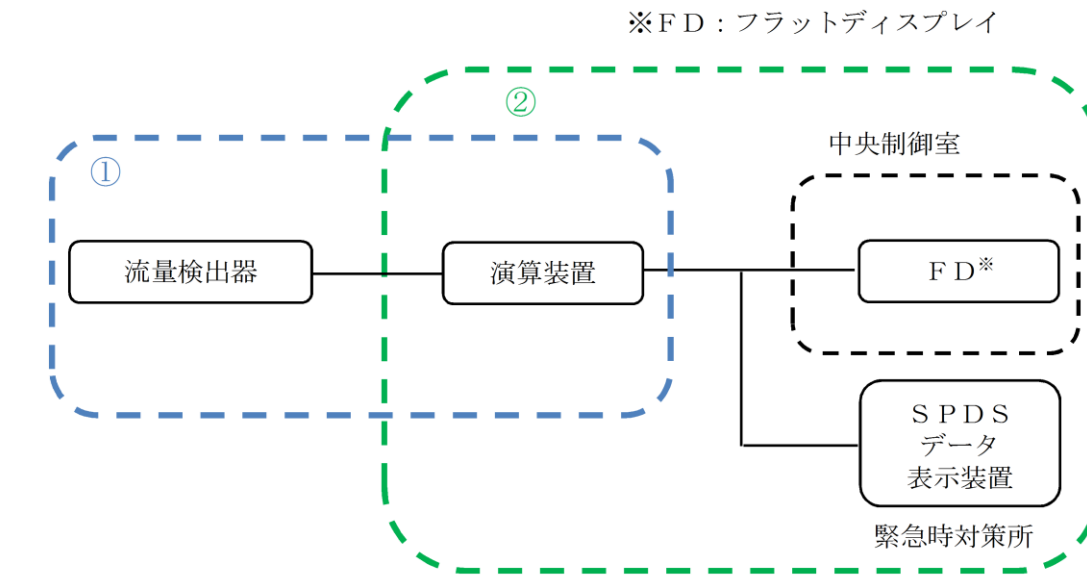 ※ＦＤ：フラットディスプレイ
②
中央制御室
①
流量検出器
演算装置
ＦＤ※
ＳＰＤＳ
データ
表示装置
緊急時対策所